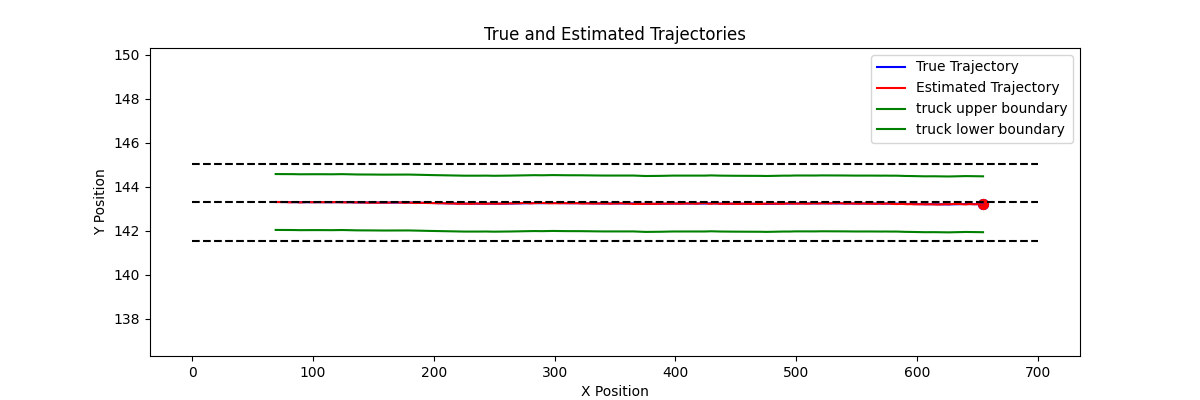 True and Estimated Trajectories
True Trajectory
Estimated Trajectory
truck upper boundary
truck lower boundary
Y Position
150
148
146
144
142
140
138
0 100 200 300 400 500 600 700
X Position